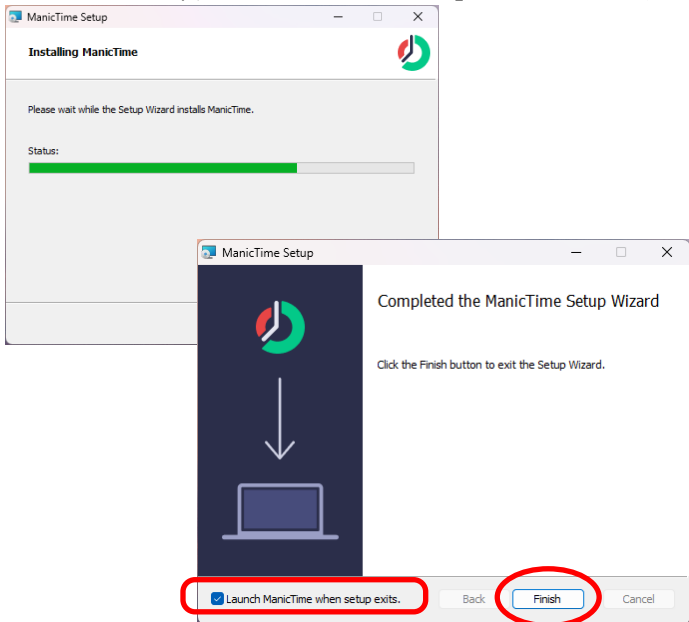 ManicTime Setup
Installing ManicTime
Please wait while the Setup Wizard installs ManicTime.
Status:
ManicTime Setup
Completed the ManicTime Setup Wizard
Click the Finish button to exit the Setup Wizard.
Launch ManicTime when setup exits.
Back
Finish
Cancel